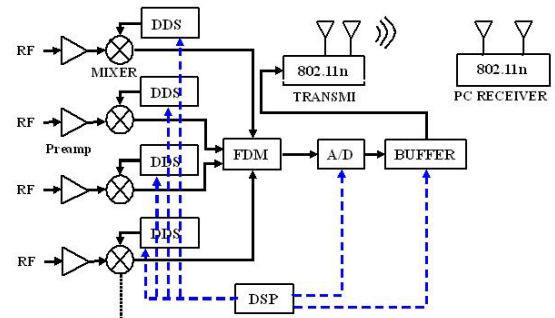 DDS
RF
MIXER
802.11n
802.11n
TRANSMI
PC RECEIVER
DDS
RF
Preamp
FDM
A/D
BUFFER
DDS
RF
DDS
RF
DSP